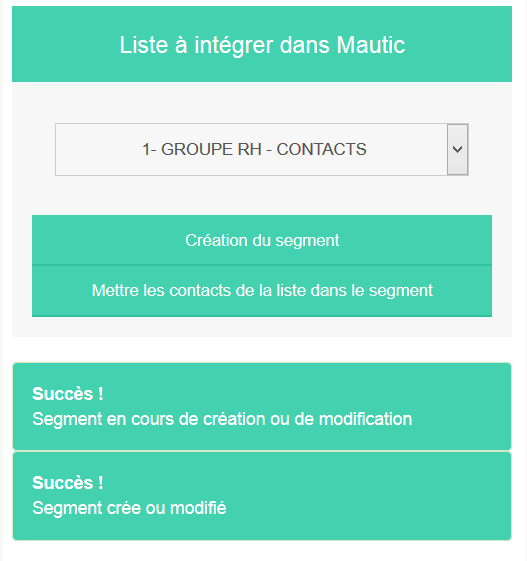 Liste à intégrer dans Mautic
1- GROUPE RH - CONTACTS
Création du segment
Mettre les contacts de la liste dans le segment
Succès !
Segment en cours de création ou de modification
Succès !
Segment crée ou modifié